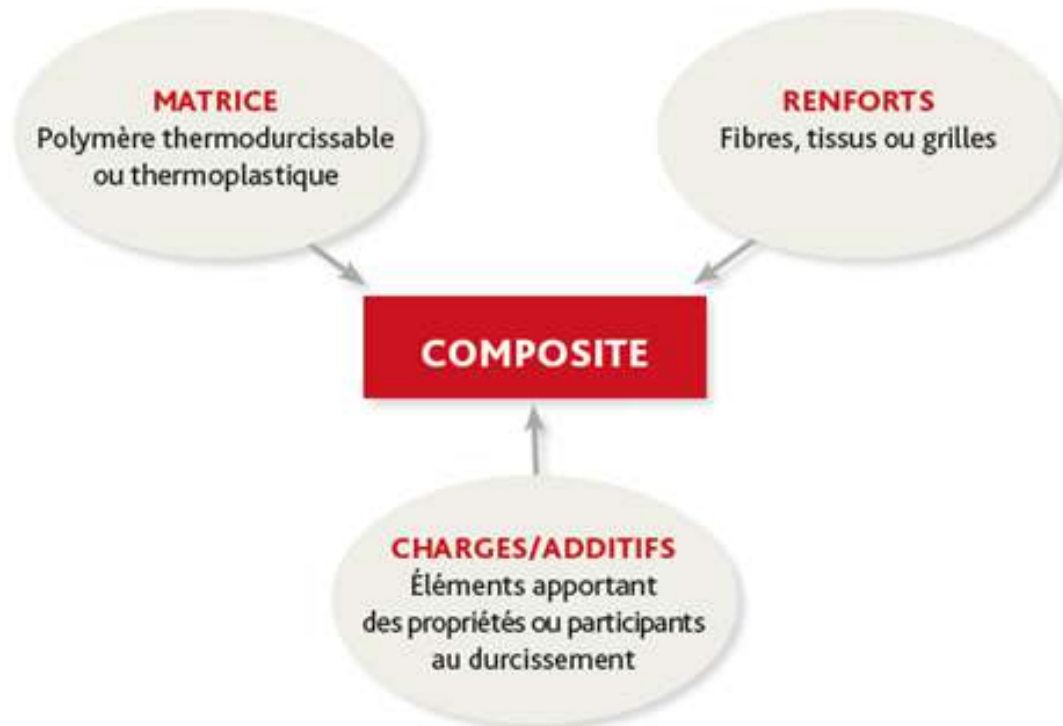 MATRICE
Polymère thermodurcissable
ou thermoplastique
RENFORTS
Fibres, tissus ou grilles
COMPOSITE
CHARGES/ADDITIFS
Éléments apportant
des propriétés ou participants
au durcissement